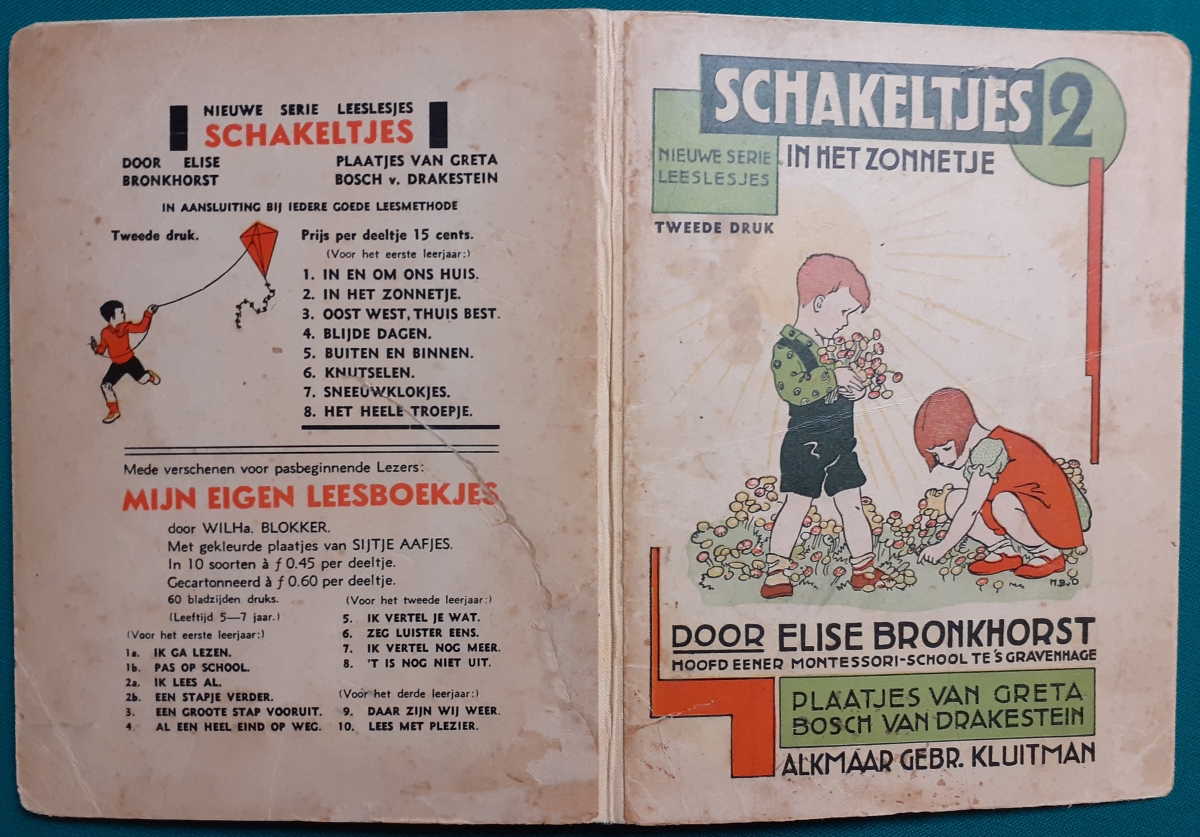 NIEUWE SERIE LEESLESJES
SCHAKELTJES
DOOR ELISE BRONKHORST
PLAATJES VAN GRETA BOSCH v. DRAKESTEIN
IN AANSLUITING BIJ IEDERE GOEDE LEESMETHODE
Tweede druk.
Prijs per deeltje 15 cents.
(Voor het eerste leerjaar:)
1. IN EN OM ONS HUIS.
2. IN HET ZONNETJE.
3. OOST WEST, THUIS BEST.
4. BLIJDE DAGEN.
5. BUITEN EN BINNEN.
6. KNUTSELEN.
7. SNEEUWKLOKJES.
8. HET HEELE TROEPJE.
Mede verschenen voor pasbeginnende Lezers:
MIJN EIGEN LEESBOEKJES
door WILHa. BLOKKER.
Met gekleurde plaatjes van SIJTJE AAFJES.
In 10 soorten à ƒ 0.45 per deeltje.
Gecartonneerd à ƒ 0.60 per deeltje.
60 bladzijden druks.
(Leeftijd 5—7 jaar.)
(Voor het eerste leerjaar:)
1a. IK GA LEZEN.
1b. PAS OP SCHOOL.
2a. IK LEES AL.
2b. EEN STAPJE VERDER.
3. EEN GROOTE STAP VOORUIT.
4. AL EEN HEEL EIND OP WEG.
(Voor het tweede leerjaar:)
5. IK VERTEL JE WAT.
6. ZEG LUISTER EENS.
7. IK VERTEL NOG MEER.
8. 'T IS NOG NIET UIT.
(Voor het derde leerjaar:)
9. DAAR ZIJN WIJ WEER.
10. LEES MET PLEZIER.
SCHAKELTJES 2
NIEUWE SERIE
LEESLESJES
IN HET ZONNETJE
TWEEDE DRUK
M.B.v.D
DOOR ELISE BRONKHORST
HOOFD EENER MONTESSORI-SCHOOL TE 'S GRAVENHAGE
PLAATJES VAN GRETA
BOSCH VAN DRAKESTEIN
ALKMAAR GEBR. KLUITMAN